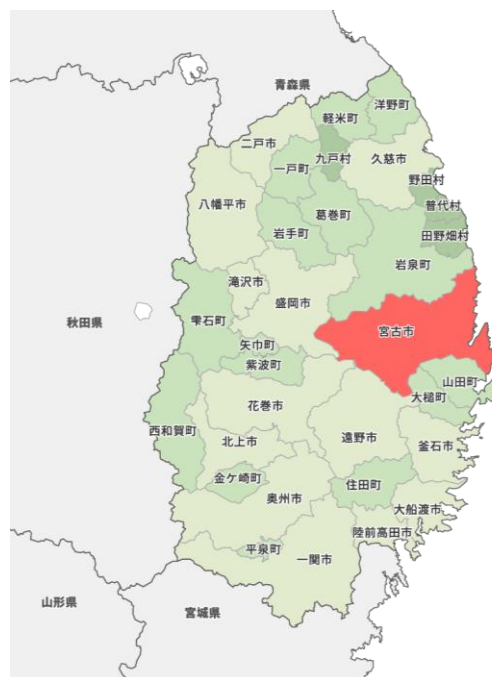 青森県
洋野町
軽米町
二戸市
九戸村
久慈市
一戸町
野田村
八幡平市
葛巻町
普代村
岩手町
田野畑村
岩泉町
滝沢市
盛岡市
秋田県
雫石町
宮古市
矢巾町
紫波町
山田町
大槌町
花巻市
西和賀町
遠野市
北上市
釜石市
金ケ崎町
住田町
奥州市
大船渡市
陸前高田市
平泉町
一関市
山形県
宮城県